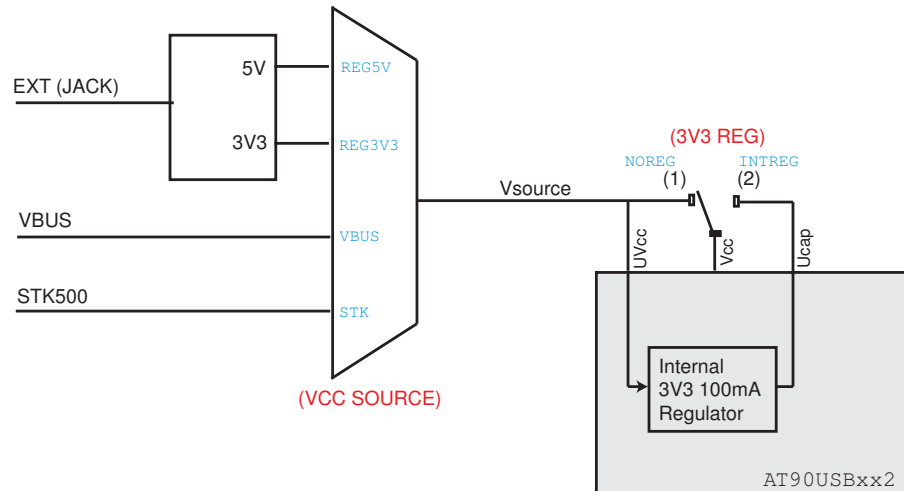 EXT (JACK)
5V
REG5V
3V3
REG3V3
VBUS
VBUS
STK500
STK
(VCC SOURCE)
Vsource
(3V3 REG)
NOREG
INTREG
(1)
(2)
UVcc
Vcc
Ucap
Internal
3V3 100mA
Regulator
AT90USBxx2